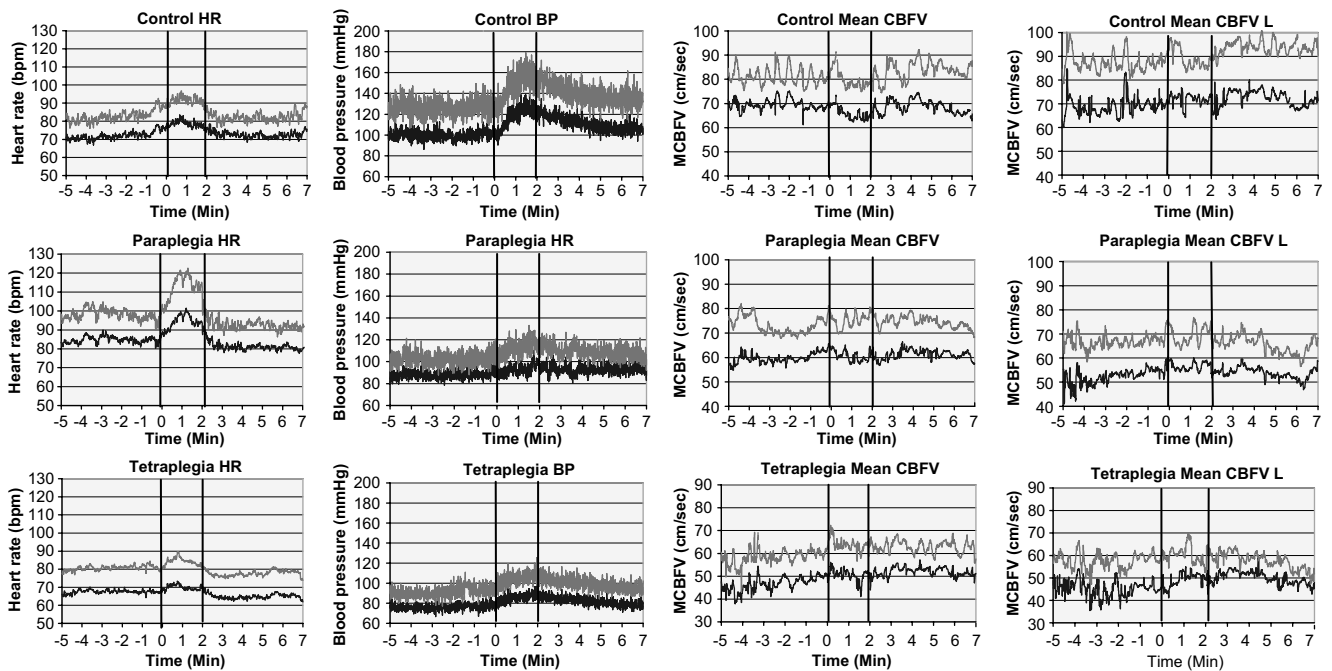 Control HR
Heart rate (bpm)
130
120
110
100
90
80
70
60
50
-5 -4 -3 -2 -1 0 1 2 3 4 5 6 7
Time (Min)
Control BP
Blood pressure (mmHg)
200
180
160
140
120
100
80
60
-5 -4 -3 -2 -1 0 1 2 3 4 5 6 7
Time (Min)
Control Mean CBFV
MCBFV (cm/sec)
100
90
80
70
60
50
40
-5 -4 -3 -2 -1 0 1 2 3 4 5 6 7
Time (Min)
Control Mean CBFV L
MCBFV (cm/sec)
100
90
80
70
60
50
40
-5 -4 -3 -2 -1 0 1 2 3 4 5 6 7
Time (Min)
Paraplegia HR
Heart rate (bpm)
130
120
110
100
90
80
70
60
50
-5 -4 -3 -2 -1 0 1 2 3 4 5 6 7
Time (Min)
Paraplegia HR
Blood pressure (mmHg)
200
180
160
140
120
100
80
60
-5 -4 -3 -2 -1 0 1 2 3 4 5 6 7
Time (Min)
Paraplegia Mean CBFV
MCBFV (cm/sec)
100
90
80
70
60
50
40
-5 -4 -3 -2 -1 0 1 2 3 4 5 6 7
Time (Min)
Paraplegia Mean CBFV L
MCBFV (cm/sec)
100
90
80
70
60
50
40
-5 -4 -3 -2 -1 0 1 2 3 4 5 6 7
Time (Min)
Tetraplegia HR
Heart rate (bpm)
130
120
110
100
90
80
70
60
50
-5 -4 -3 -2 -1 0 1 2 3 4 5 6 7
Time (Min)
Tetraplegia BP
Blood pressure (mmHg)
200
180
160
140
120
100
80
60
-5 -4 -3 -2 -1 0 1 2 3 4 5 6 7
Time (Min)
Tetraplegia Mean CBFV
MCBFV (cm/sec)
90
80
70
60
50
40
30
-5 -4 -3 -2 -1 0 1 2 3 4 5 6 7
Time (Min)
Tetraplegia Mean CBFV L
MCBFV (cm/sec)
90
80
70
60
50
40
30
-5 -4 -3 -2 -1 0 1 2 3 4 5 6 7
Time (Min)